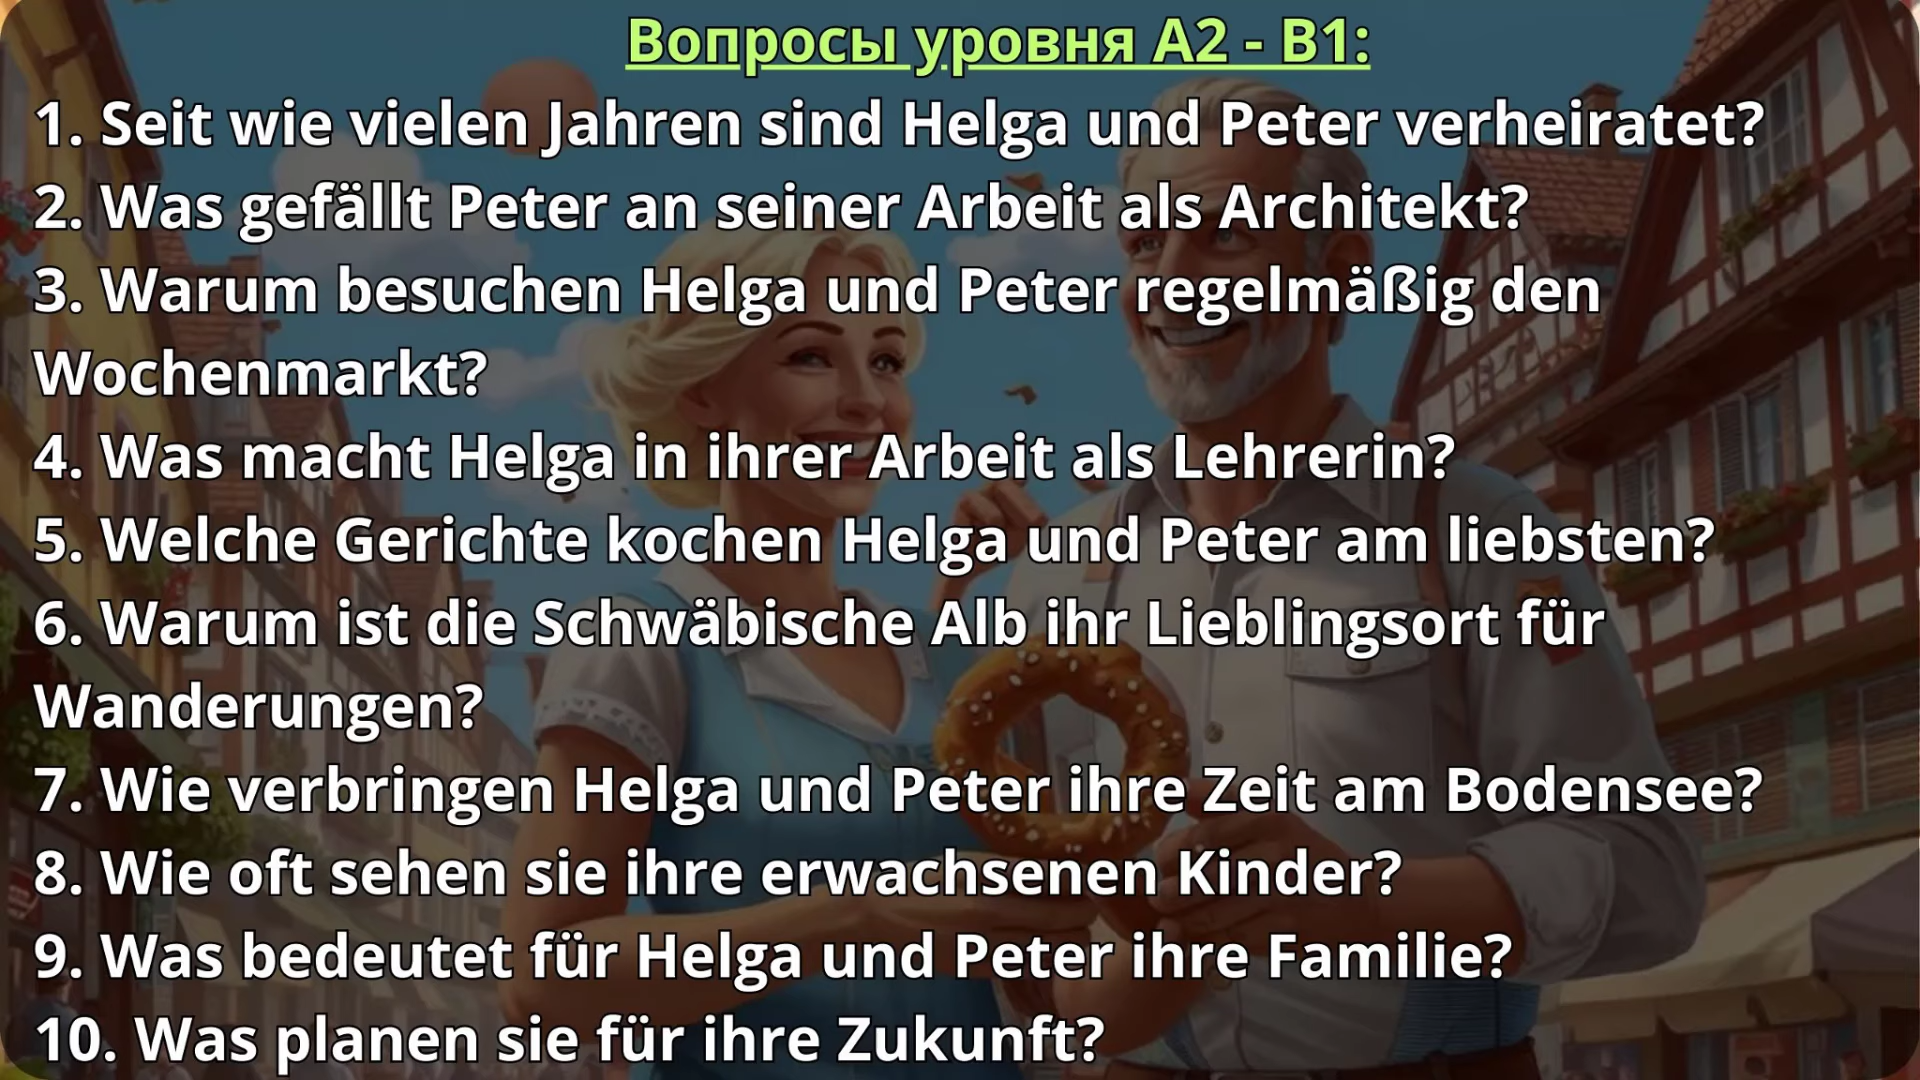 Вопросы уровня A2 - B1:
1. Seit wie vielen Jahren sind Helga und Peter verheiratet?
2. Was gefällt Peter an seiner Arbeit als Architekt?
3. Warum besuchen Helga und Peter regelmäßig den
Wochenmarkt?
4. Was macht Helga in ihrer Arbeit als Lehrerin?
5. Welche Gerichte kochen Helga und Peter am liebsten?
6. Warum ist die Schwäbische Alb ihr Lieblingsort für
Wanderungen?
7. Wie verbringen Helga und Peter ihre Zeit am Bodensee?
8. Wie oft sehen sie ihre erwachsenen Kinder?
9. Was bedeutet für Helga und Peter ihre Familie?
10. Was planen sie für ihre Zukunft?